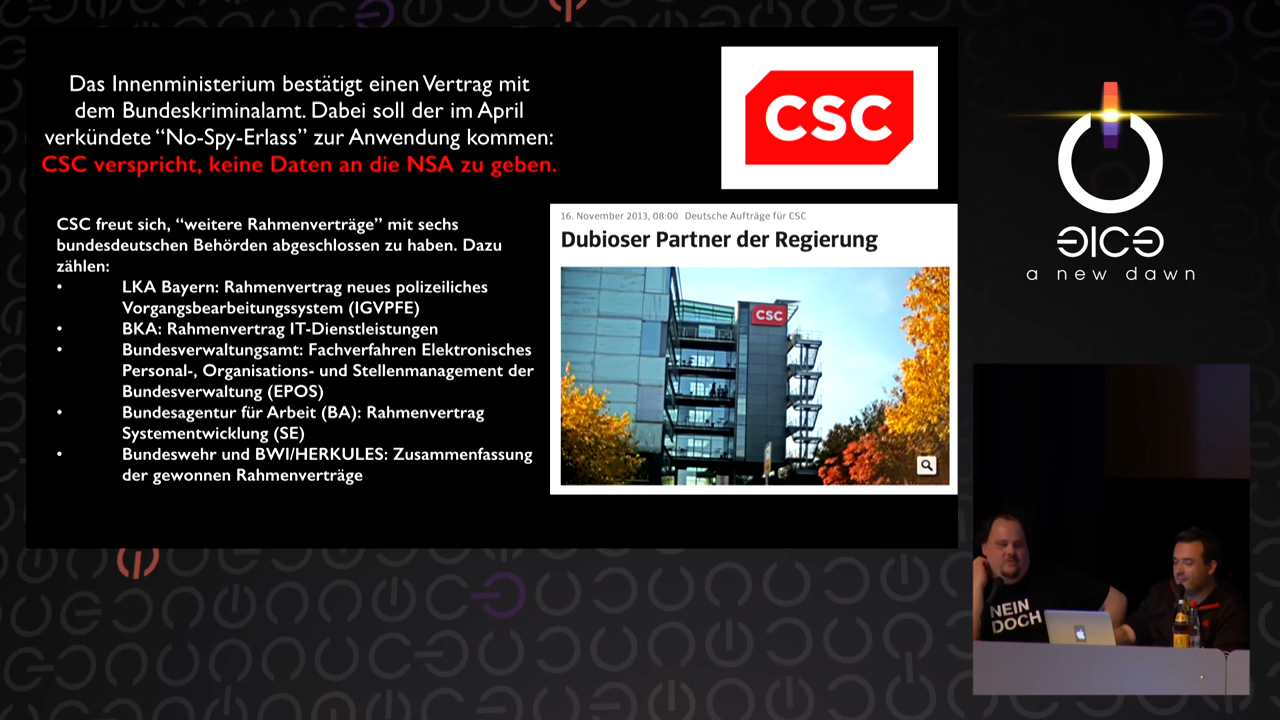 Das Innenministerium bestätigt einen Vertrag mit
dem Bundeskriminalamt. Dabei soll der im April
verkündete “No-Spy-Erlass” zur Anwendung kommen:
CSC verspricht, keine Daten an die NSA zu geben.
CSC freut sich, “weitere Rahmenverträge” mit sechs
bundesdeutschen Behörden abgeschlossen zu haben. Dazu
zählen:
• LKA Bayern: Rahmenvertrag neues polizeiliches
Vorgangsbearbeitungssystem (IGVPFE)
• BKA: Rahmenvertrag IT-Dienstleistungen
• Bundesverwaltungsamt: Fachverfahren Elektronisches
Personal-, Organisations- und Stellenmanagement der
Bundesverwaltung (EPOS)
• Bundesagentur für Arbeit (BA): Rahmenvertrag
Systementwicklung (SE)
• Bundeswehr und BWI/HERKULES: Zusammenfassung
der gewonnen Rahmenverträge
CSC
16. November 2013, 08:00 Deutsche Aufträge für CSC
Dubioser Partner der Regierung
CSC
a new dawn
NEIN
DOCH